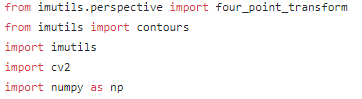 from imutils.perspective import four_point_transform
from imutils import contours
import imutils
import cv2
import numpy as np